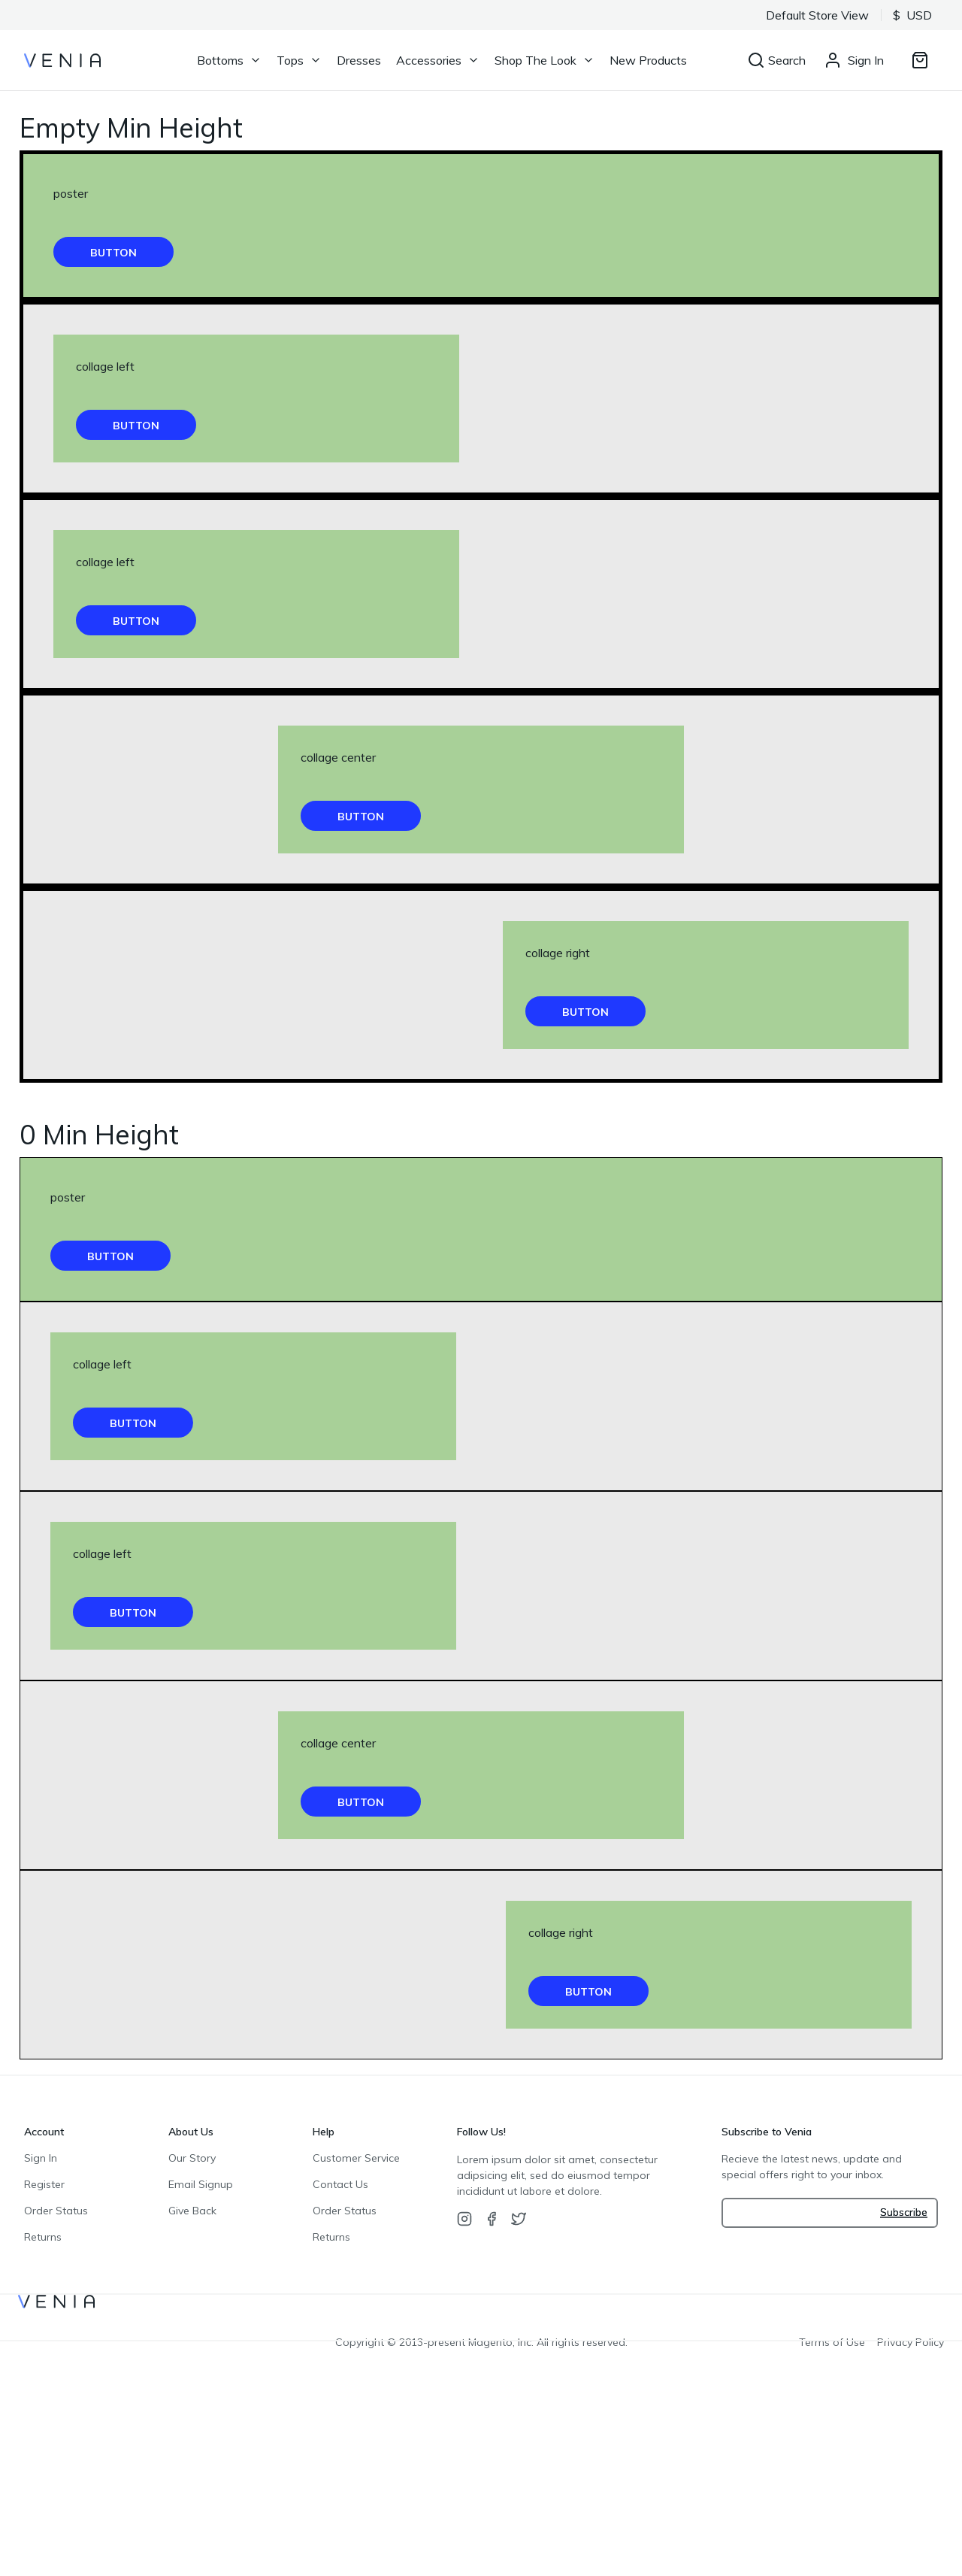 Default Store View $ USD
VENIA Bottoms Tops Dresses Accessories Shop The Look New Products Search Sign In
Empty Min Height
poster
BUTTON
collage left
BUTTON
collage left
BUTTON
collage center
BUTTON
collage right
BUTTON
0 Min Height
poster
BUTTON
collage left
BUTTON
collage left
BUTTON
collage center
BUTTON
collage right
BUTTON
Account
Sign In
Register
Order Status
Returns
About Us
Our Story
Email Signup
Give Back
Help
Customer Service
Contact Us
Order Status
Returns
Follow Us!
Lorem ipsum dolor sit amet, consectetur
adipsicing elit, sed do eiusmod tempor
incididunt ut labore et dolore.
Subscribe to Venia
Recieve the latest news, update and
special offers right to your inbox.
Subscribe
VENIA
Copyright © 2013-present Magento, Inc. All rights reserved. Terms of Use Privacy Policy